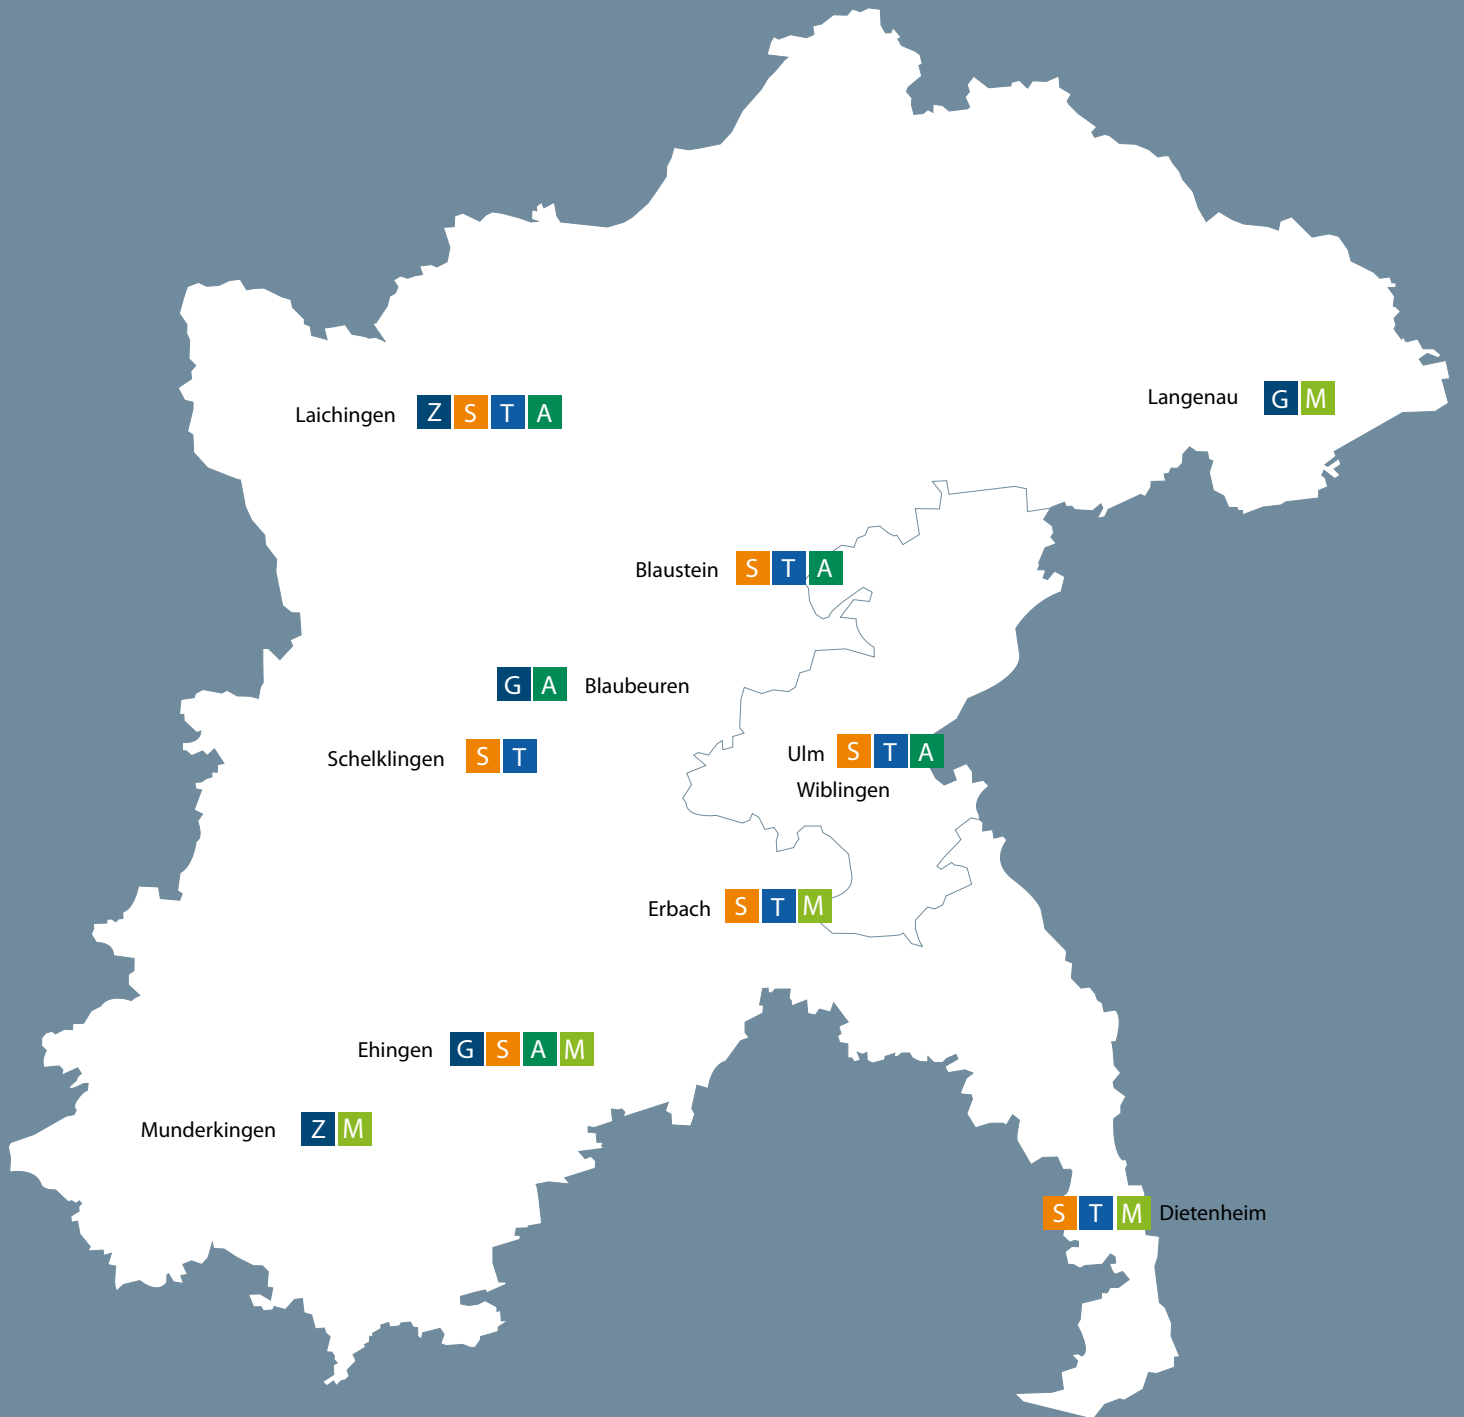 Langenau G M
Laichingen Z S T A
Blaustein S T A
G A Blaubeuren
Schelklingen S T
Ulm S T A
Wiblingen
Erbach S T M
Ehingen G S A M
Munderkingen Z M
S T M Dietenheim